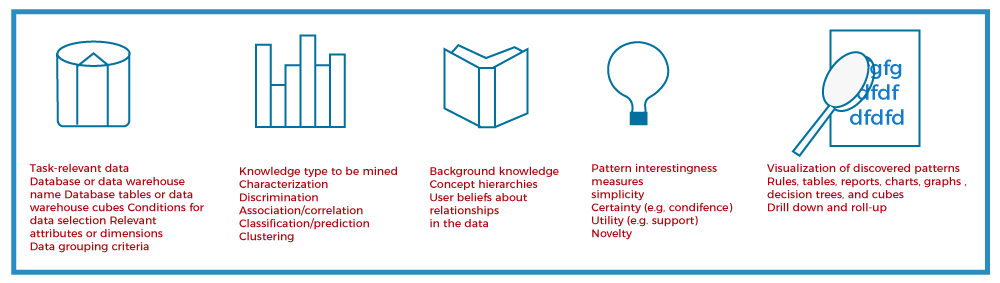 gfg
dfdf
dfdfd
Task-relevant data
Database or data warehouse
name Database tables or data
warehouse cubes Conditions for
data selection Relevant
attributes or dimensions
Data grouping criteria
Knowledge type to be mined
Characterization
Discrimination
Association/correlation
Classification/prediction
Clustering
Background knowledge
Concept hierarchies
User beliefs about
relationships
in the data
Pattern interestingness
measures
simplicity
Certainty (e.g, condifence)
Utility (e.g. support)
Novelty
Visualization of discovered patterns
Rules, tables, reports, charts, graphs ,
decision trees, and cubes
Drill down and roll-up